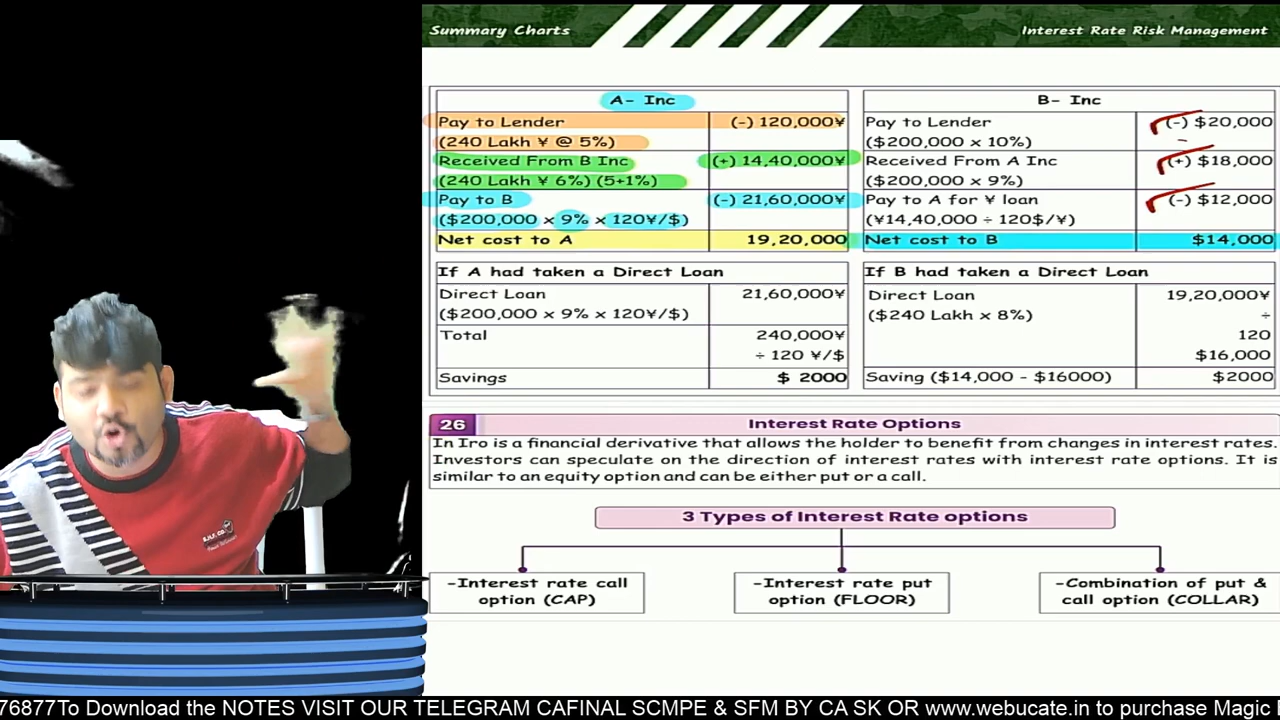 Summary Charts
Interest Rate Risk Management
A- Inc
Pay to Lender
(240 Lakh ¥ @ 5%)
(-) 120,000¥
Received From B Inc
(240 Lakh ¥ 6%) (5+1%)
(+) 14,40,000¥
Pay to B
($200,000 x 9% x 120¥/$)
(-) 21,60,000¥
Net cost to A
19,20,000
B- Inc
Pay to Lender
($200,000 x 10%)
(-) $20,000
Received From A Inc
($200,000 x 9%)
(+) $18,000
Pay to A for ¥ loan
(¥14,40,000 ÷ 120$/¥)
(-) $12,000
Net cost to B
$14,000
If A had taken a Direct Loan
Direct Loan
($200,000 x 9% x 120¥/$)
21,60,000¥
Total
240,000¥
÷ 120 ¥/$
Savings
$ 2000
If B had taken a Direct Loan
Direct Loan
($240 Lakh x 8%)
19,20,000¥
÷
120
$16,000
Saving ($14,000 - $16000)
$2000
26
Interest Rate Options
In Iro is a financial derivative that allows the holder to benefit from changes in interest rates.
Investors can speculate on the direction of interest rates with interest rate options. It is
similar to an equity option and can be either put or a call.
3 Types of Interest Rate options
-Interest rate call
option (CAP)
-Interest rate put
option (FLOOR)
-Combination of put &
call option (COLLAR)
76877To Download the NOTES VISIT OUR TELEGRAM CAFINAL SCMPE & SFM BY CA SK OR www.webucate.in to purchase Magic